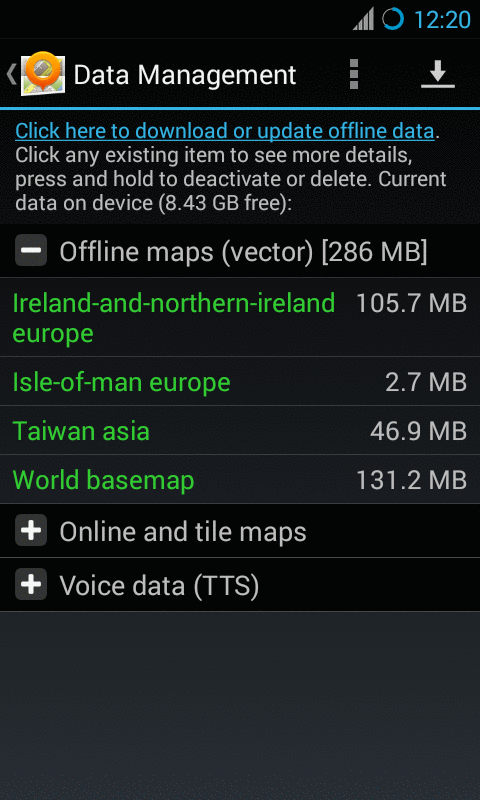 12:20
Data Management
Click here to download or update offline data.
Click any existing item to see more details,
press and hold to deactivate or delete. Current
data on device (8.43 GB free):
Offline maps (vector) [286 MB]
Ireland-and-northern-ireland 105.7 MB
europe
Isle-of-man europe 2.7 MB
Taiwan asia 46.9 MB
World basemap 131.2 MB
Online and tile maps
Voice data (TTS)